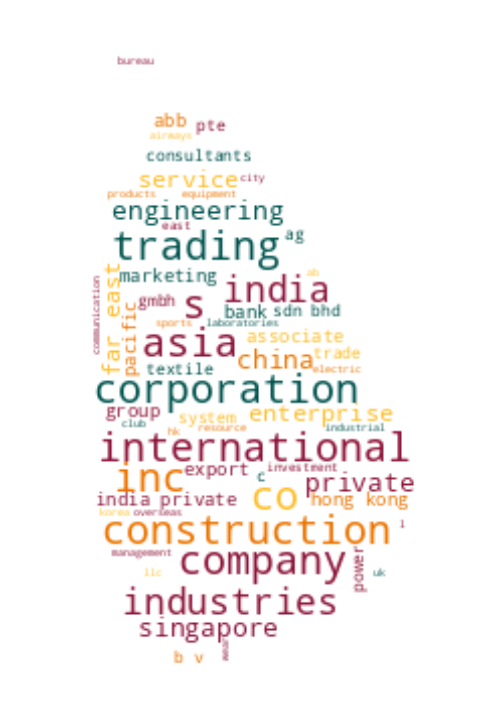 bureau
abb
pte
airways
consultants
service
city
products
equipment
engineering
east
trading
ag
marketing
ab
communication
far east
pacific
gmbh
s
india
bank
sdn bhd
sports
laboratories
asia
associate
china
trade
textile
electric
corporation
group
system
enterprise
club
hk
resource
industrial
international
inc
export
investment
c
private
india private
co
hong kong
korea
overseas
construction
l
management
company
power
llc
uk
industries
singapore
b v
wear